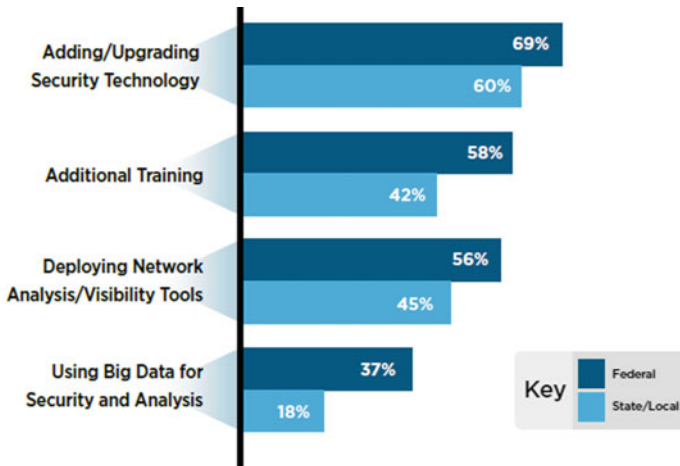 Adding/Upgrading
Security Technology
69%
60%
Additional Training
58%
42%
Deploying Network
Analysis/Visibility Tools
56%
45%
Using Big Data for
Security and Analysis
37%
18%
Key
Federal
State/Local